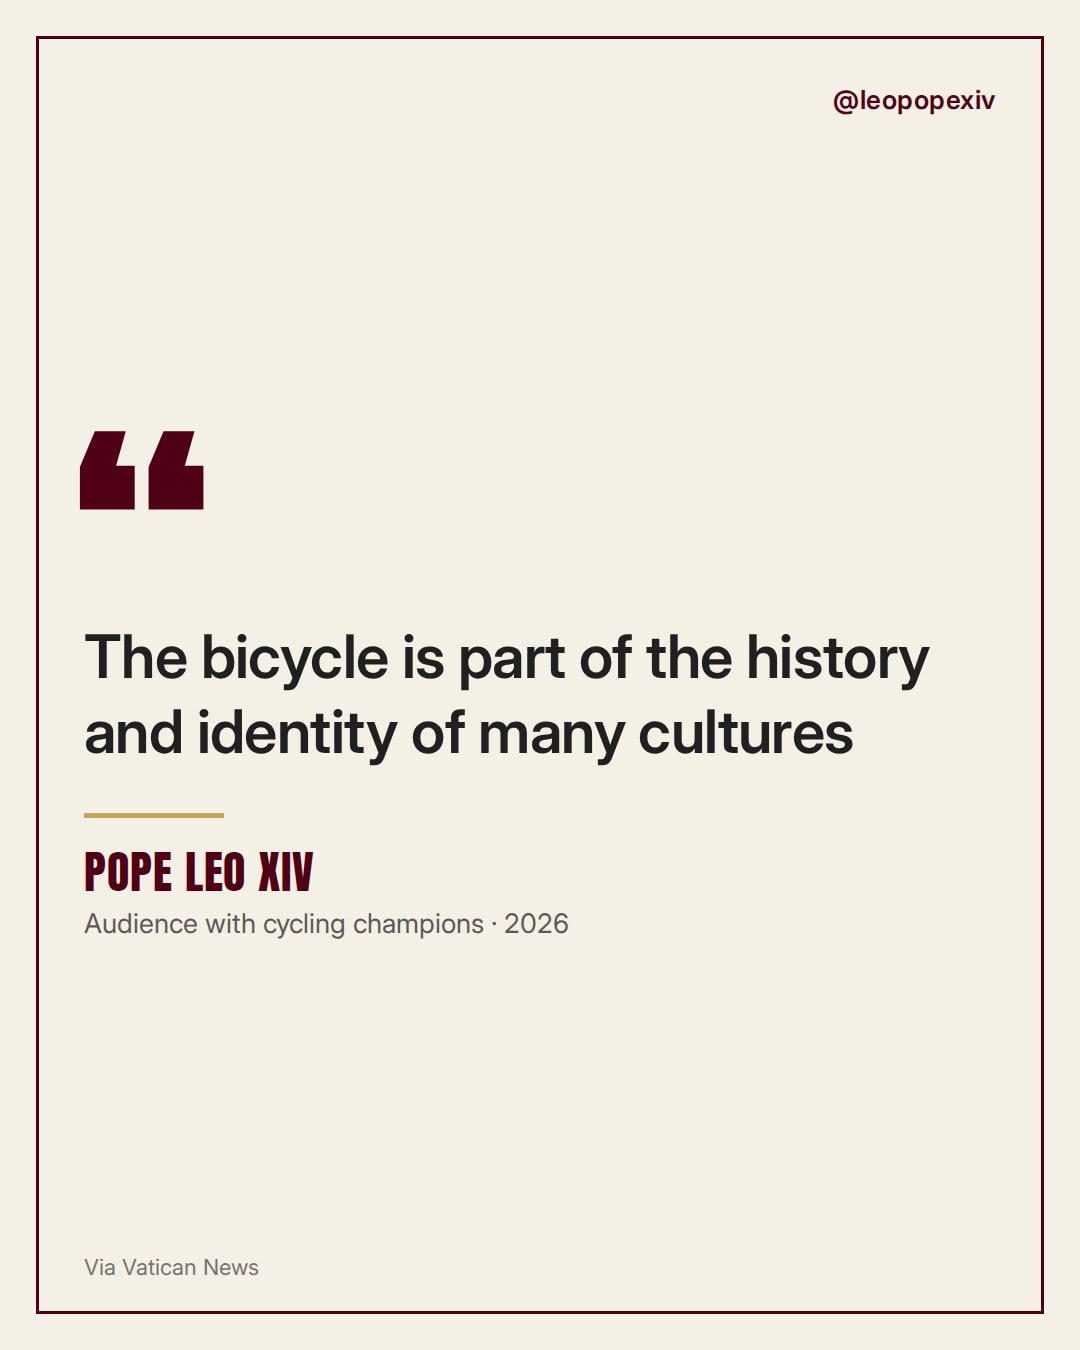 @leopopexiv
“
The bicycle is part of the history
and identity of many cultures
POPE LEO XIV
Audience with cycling champions · 2026
Via Vatican News